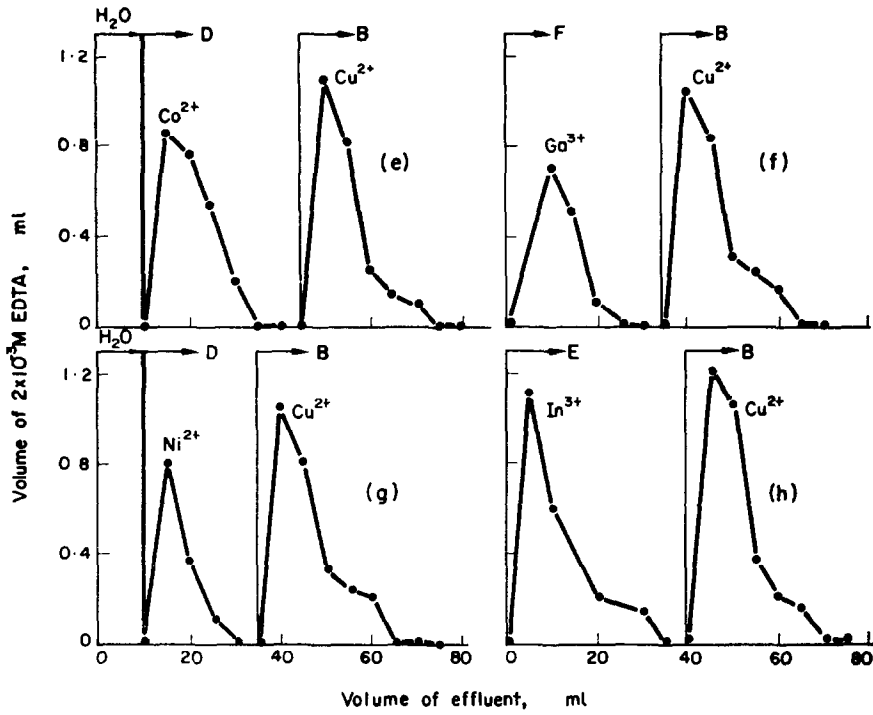 H₂O D B F B
1·2
Co²⁺ Cu²⁺ Ga³⁺ Cu²⁺
0·8
(e) (f)
0·4
0
H₂O D B E B
1·2
Ni²⁺ Cu²⁺ In³⁺ Cu²⁺
0·8
(g) (h)
0·4
0
0 20 40 60 80 0 20 40 60 80
Volume of 2x10⁻³M EDTA, ml
Volume of effluent, ml